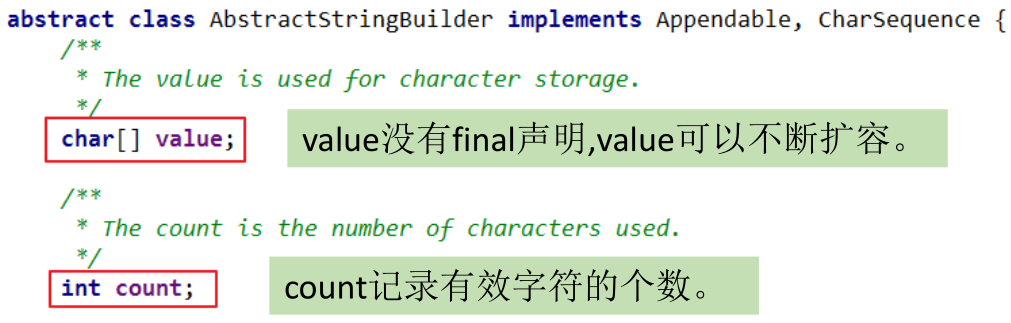 abstract class AbstractStringBuilder implements Appendable, CharSequence {
/**
* The value is used for character storage.
*/
char[] value;
value没有final声明,value可以不断扩容。
/**
* The count is the number of characters used.
*/
int count;
count记录有效字符的个数。